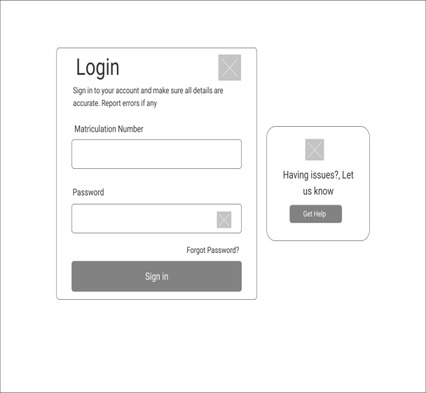 Login
Sign in to your account and make sure all details are
accurate. Report errors if any
Matriculation Number
Password
Forgot Password?
Sign in
Having issues?, Let
us know
Get Help